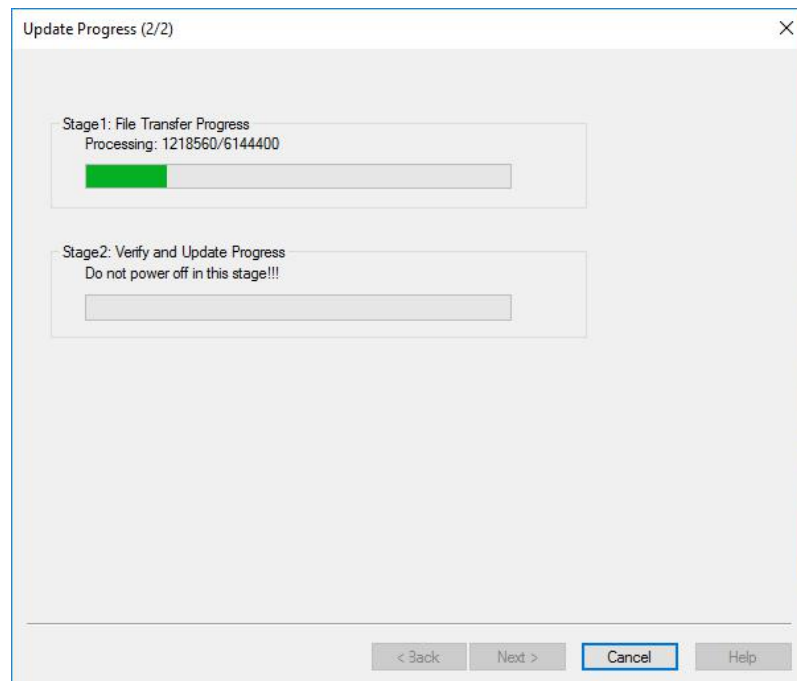 Update Progress (2/2)
Stage1: File Transfer Progress
Processing: 1218560/6144400
Stage2: Verify and Update Progress
Do not power off in this stage!!!
< Back Next > Cancel Help